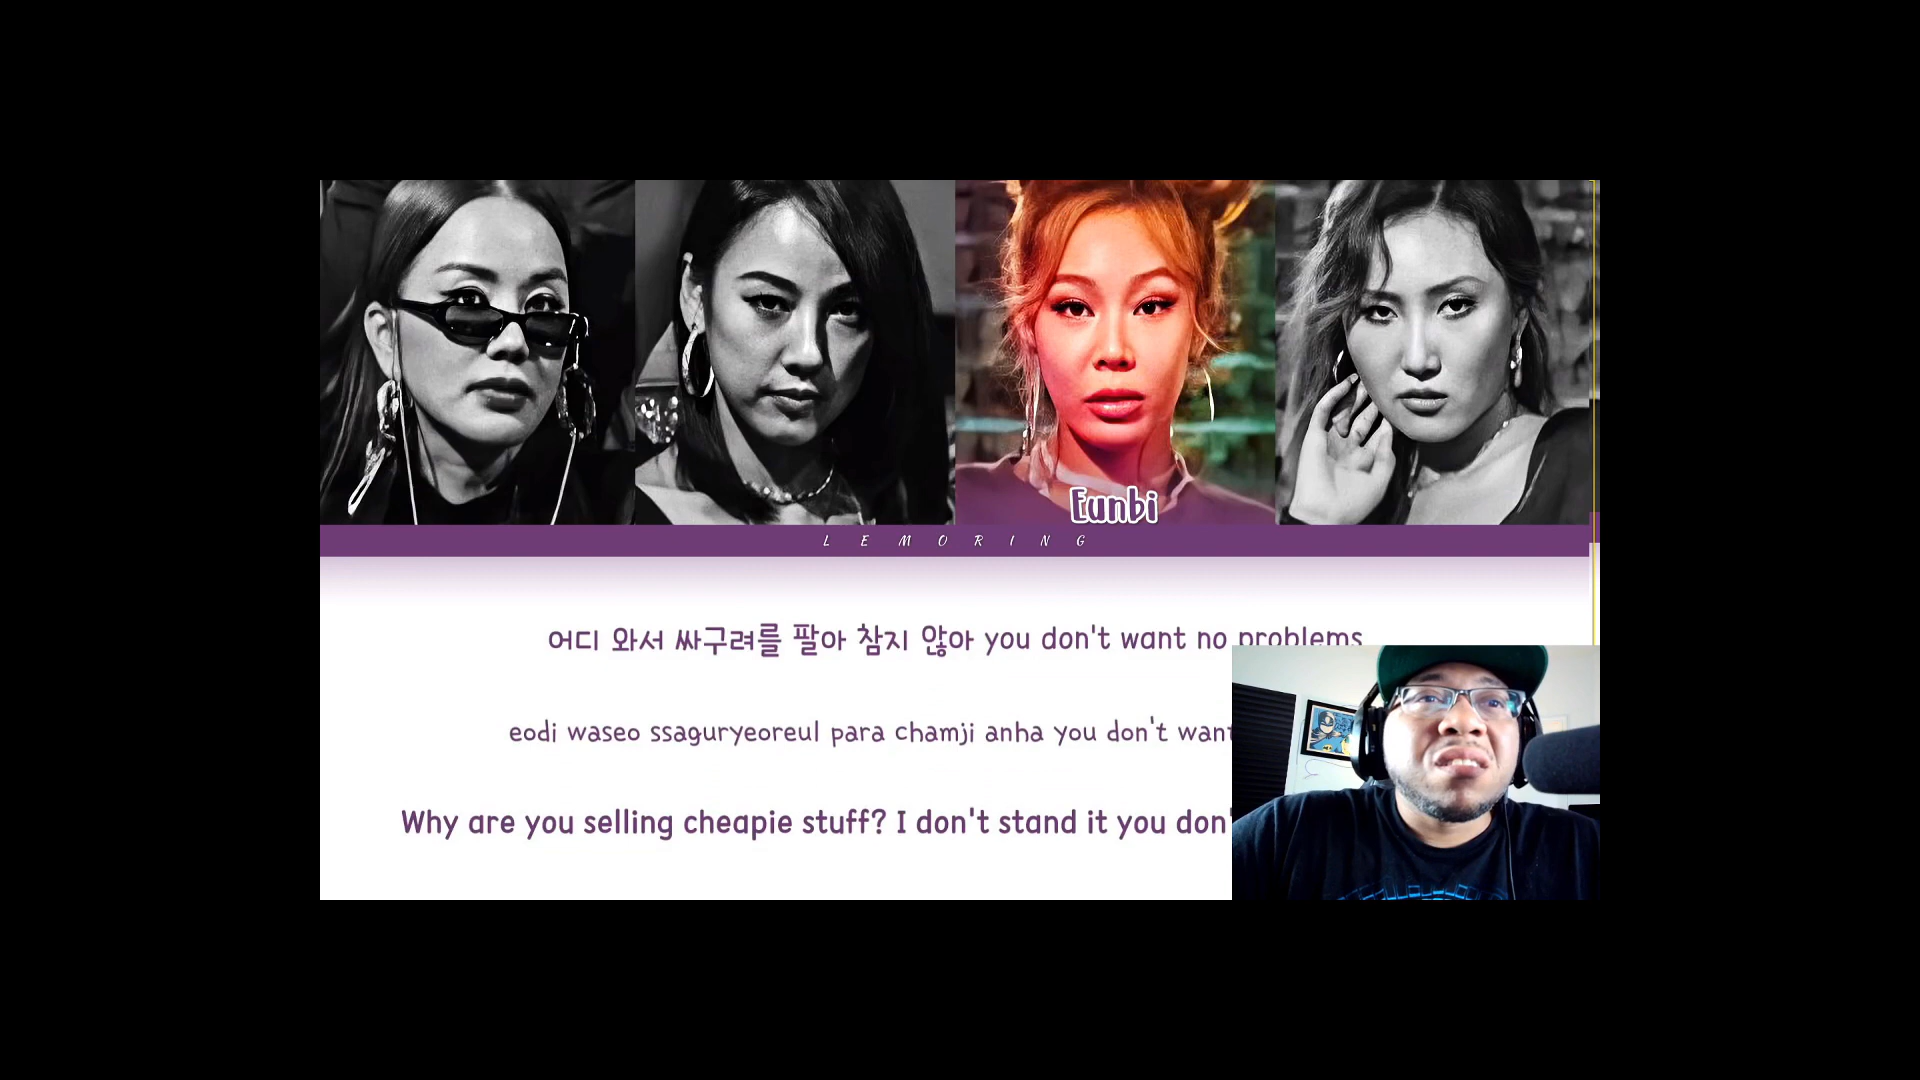 Eunbi
LEMORING
어디 와서 싸구려를 팔아 참지 않아 you don't want no problems
eodi waseo ssaguryeoreul para chamji anha you don't want
Why are you selling cheapie stuff? I don't stand it you don'